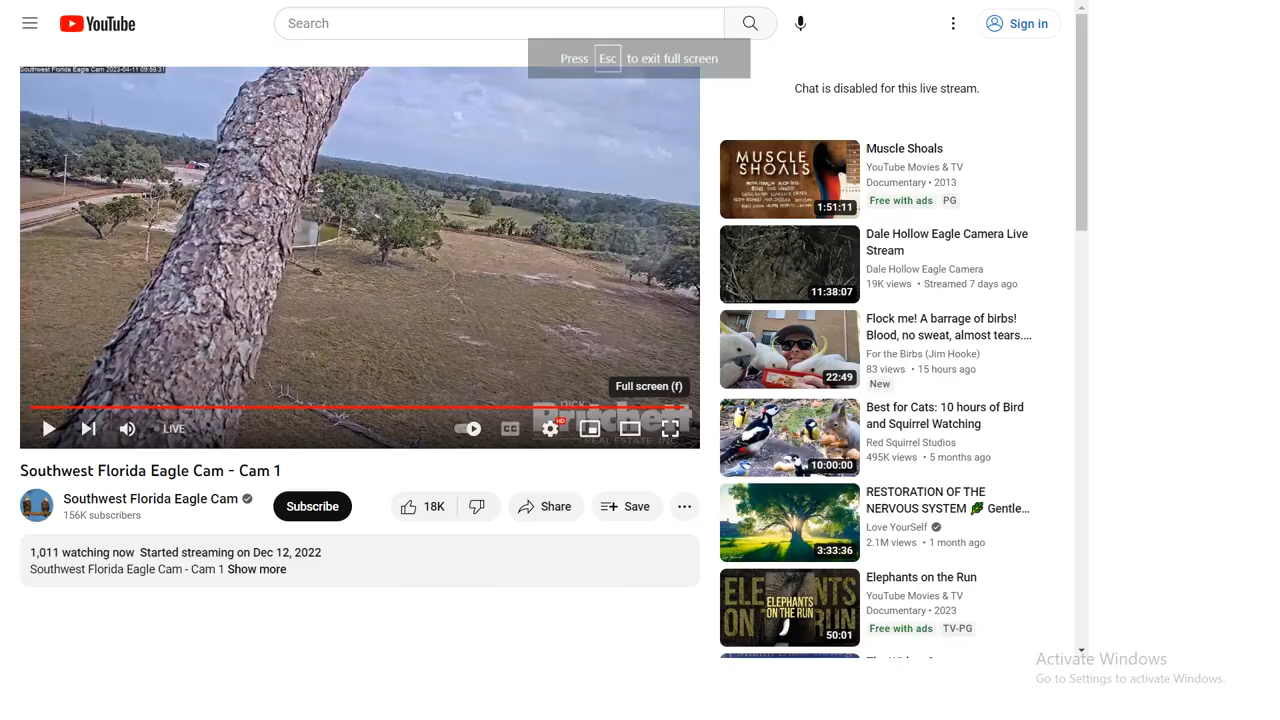 YouTube
Search
Sign in
Press Esc to exit full screen
Southwest Florida Eagle Cam 2023-04-11 09:59:31
Chat is disabled for this live stream.
MUSCLE
SHOALS
1:51:11
Muscle Shoals
YouTube Movies & TV
Documentary • 2013
Free with ads PG
11:38:07
Dale Hollow Eagle Camera Live
Stream
Dale Hollow Eagle Camera
19K views • Streamed 7 days ago
22:49
Flock me! A barrage of birbs!
Blood, no sweat, almost tears....
For the Birbs (Jim Hooke)
83 views • 15 hours ago
New
Full screen (f)
DICK
Pritchett
REAL ESTATE, INC.
LIVE
CC
HD
10:00:00
Best for Cats: 10 hours of Bird
and Squirrel Watching
Red Squirrel Studios
495K views • 5 months ago
Southwest Florida Eagle Cam - Cam 1
Southwest Florida Eagle Cam
156K subscribers
Subscribe
18K
Share
Save
1,011 watching now Started streaming on Dec 12, 2022
Southwest Florida Eagle Cam - Cam 1 Show more
3:33:36
RESTORATION OF THE
NERVOUS SYSTEM 🌿 Gentle...
Love YourSelf
2.1M views • 1 month ago
ELEPHANTS
ON THE RUN
50:01
Elephants on the Run
YouTube Movies & TV
Documentary • 2023
Free with ads TV-PG
Activate Windows
Go to Settings to activate Windows.